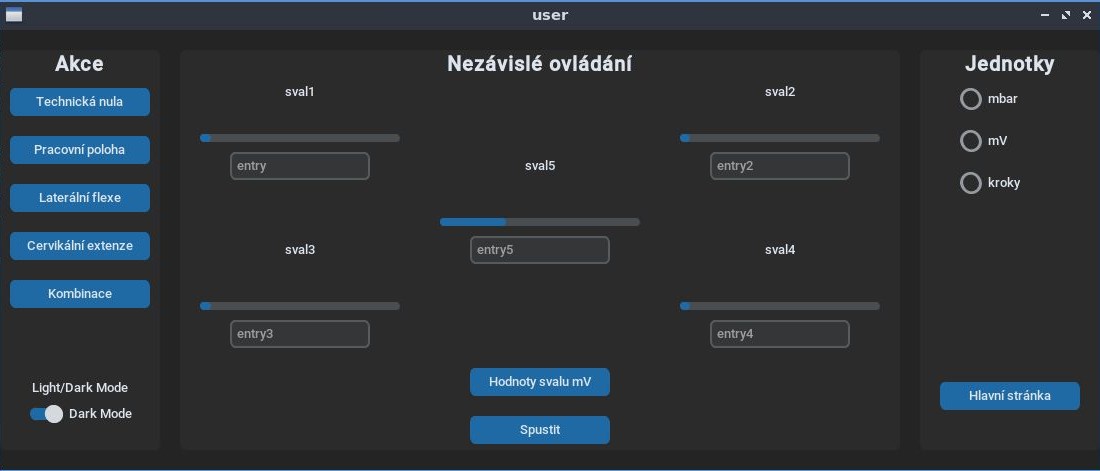 user
Akce
Technická nula
Pracovní poloha
Laterální flexe
Cervikální extenze
Kombinace
Light/Dark Mode
Dark Mode
Nezávislé ovládání
sval1
entry
sval2
entry2
sval5
entry5
sval3
entry3
sval4
entry4
Hodnoty svalu mV
Spustit
Jednotky
mbar
mV
kroky
Hlavní stránka